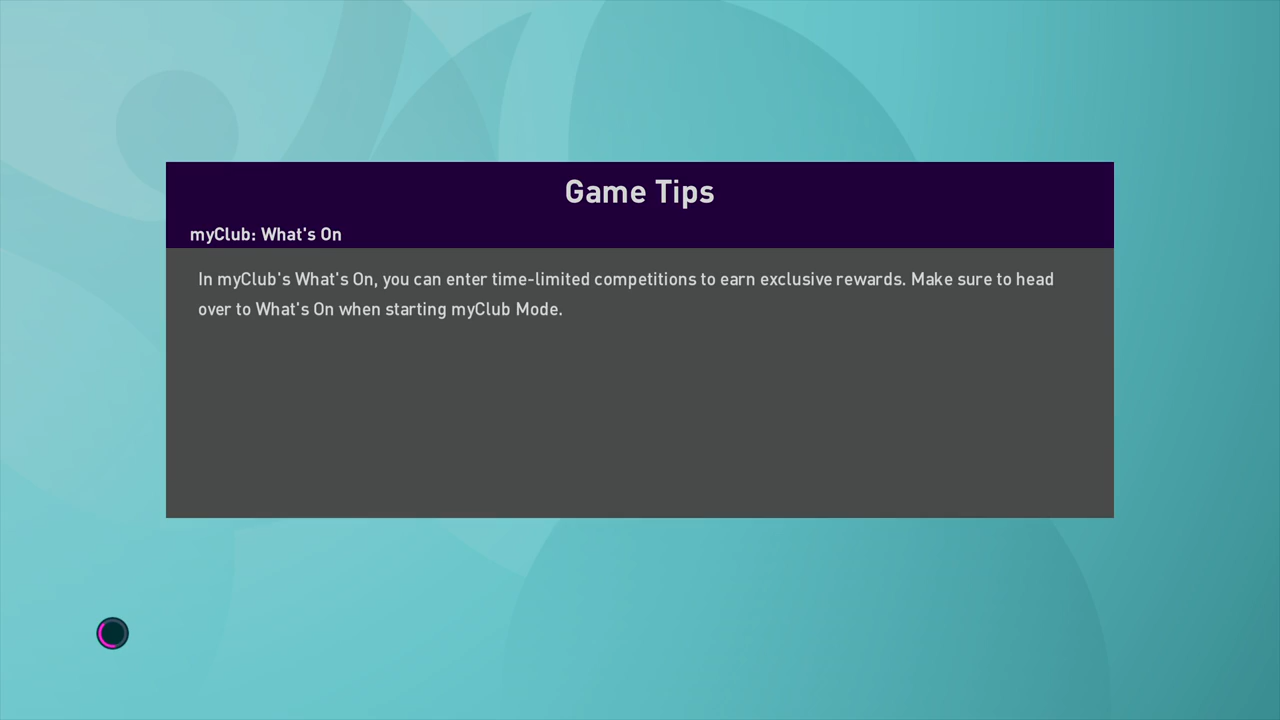 Game Tips
myClub: What's On
In myClub's What's On, you can enter time-limited competitions to earn exclusive rewards. Make sure to head
over to What's On when starting myClub Mode.